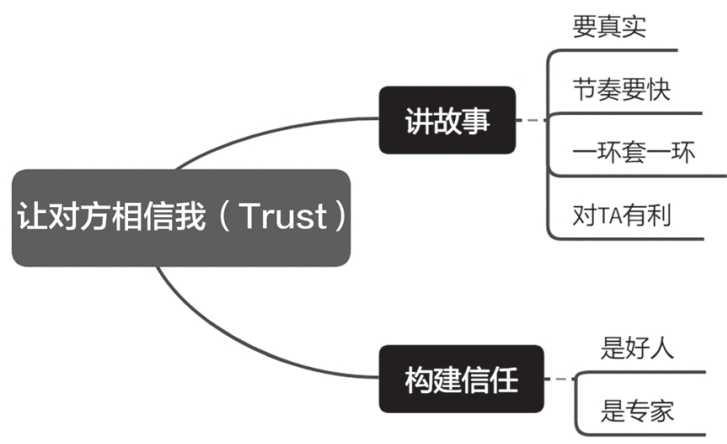 让对方相信我（Trust）
讲故事
要真实
节奏要快
一环套一环
对TA有利
构建信任
是好人
是专家